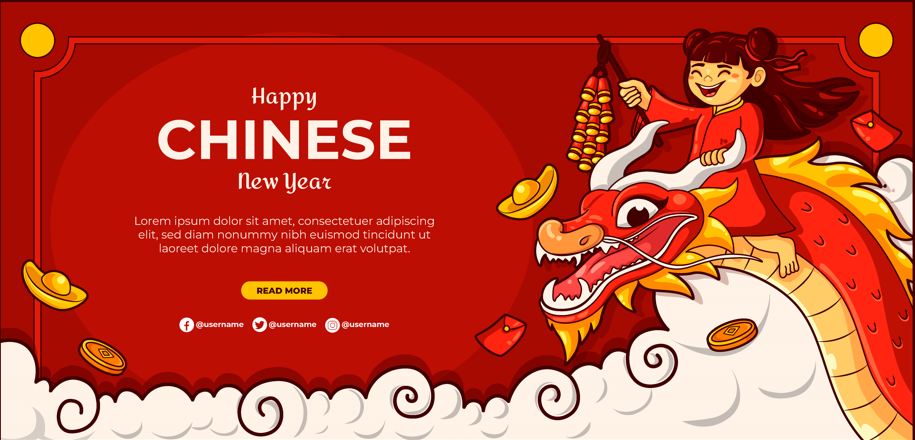 Happy
CHINESE
New Year
Lorem ipsum dolor sit amet, consectetuer adipiscing
elit, sed diam nonummy nibh euismod tincidunt ut
laoreet dolore magna aliquam erat volutpat.
READ MORE
@username @username @username